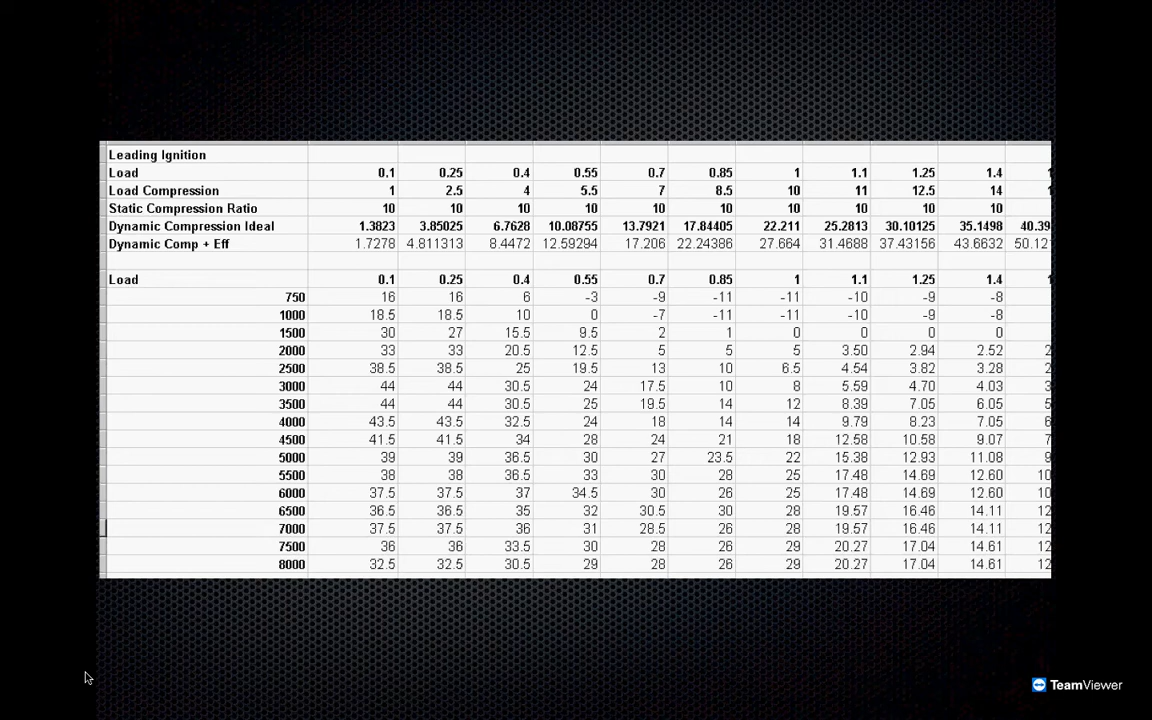 Leading Ignition
Load 0.1 0.25 0.4 0.55 0.7 0.85 1 1.1 1.25 1.4
Load Compression 1 2.5 4 5.5 7 8.5 10 11 12.5 14
Static Compression Ratio 10 10 10 10 10 10 10 10 10 10
Dynamic Compression Ideal 1.3823 3.85025 6.7628 10.08755 13.7921 17.84405 22.211 25.2813 30.10125 35.1498 40.39
Dynamic Comp + Eff 1.7278 4.811313 8.4472 12.59294 17.206 22.24386 27.664 31.4688 37.43156 43.6632 50.12
Load 0.1 0.25 0.4 0.55 0.7 0.85 1 1.1 1.25 1.4
750 16 16 6 -3 -9 -11 -11 -10 -9 -8
1000 18.5 18.5 10 0 -7 -11 -11 -10 -9 -8
1500 30 27 15.5 9.5 2 1 0 0 0 0
2000 33 33 20.5 12.5 5 5 5 3.50 2.94 2.52 2
2500 38.5 38.5 25 19.5 13 10 6.5 4.54 3.82 3.28 2
3000 44 44 30.5 24 17.5 10 8 5.59 4.70 4.03
3500 44 44 30.5 25 19.5 14 12 8.39 7.05 6.05
4000 43.5 43.5 32.5 24 18 14 14 9.79 8.23 7.05
4500 41.5 41.5 34 28 24 21 18 12.58 10.58 9.07
5000 39 39 36.5 30 27 23.5 22 15.38 12.93 11.08
5500 38 38 36.5 33 30 28 25 17.48 14.69 12.60 10
6000 37.5 37.5 37 34.5 30 26 25 17.48 14.69 12.60 10
6500 36.5 36.5 35 32 30.5 30 28 19.57 16.46 14.11 12
7000 37.5 37.5 36 31 28.5 26 28 19.57 16.46 14.11 12
7500 36 36 33.5 30 28 26 29 20.27 17.04 14.61 12
8000 32.5 32.5 30.5 29 28 26 29 20.27 17.04 14.61 12
TeamViewer